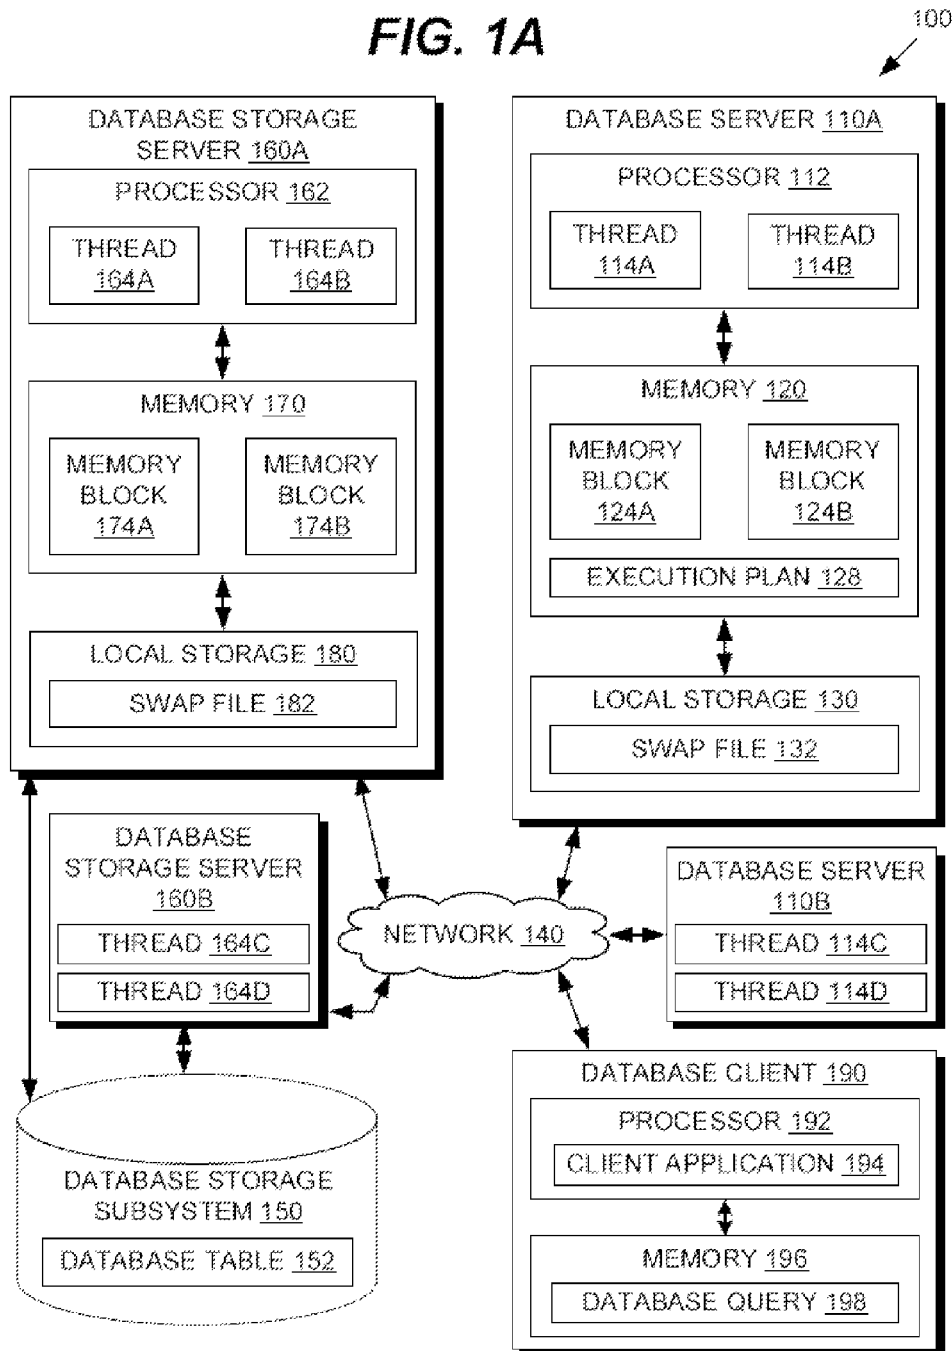 FIG. 1A
100
DATABASE STORAGE
SERVER 160A
PROCESSOR 162
THREAD
164A
THREAD
164B
MEMORY 170
MEMORY
BLOCK
174A
MEMORY
BLOCK
174B
LOCAL STORAGE 180
SWAP FILE 182
DATABASE SERVER 110A
PROCESSOR 112
THREAD
114A
THREAD
114B
MEMORY 120
MEMORY
BLOCK
124A
MEMORY
BLOCK
124B
EXECUTION PLAN 128
LOCAL STORAGE 130
SWAP FILE 132
DATABASE
STORAGE SERVER
160B
THREAD 164C
THREAD 164D
NETWORK 140
DATABASE SERVER
110B
THREAD 114C
THREAD 114D
DATABASE STORAGE
SUBSYSTEM 150
DATABASE TABLE 152
DATABASE CLIENT 190
PROCESSOR 192
CLIENT APPLICATION 194
MEMORY 196
DATABASE QUERY 198